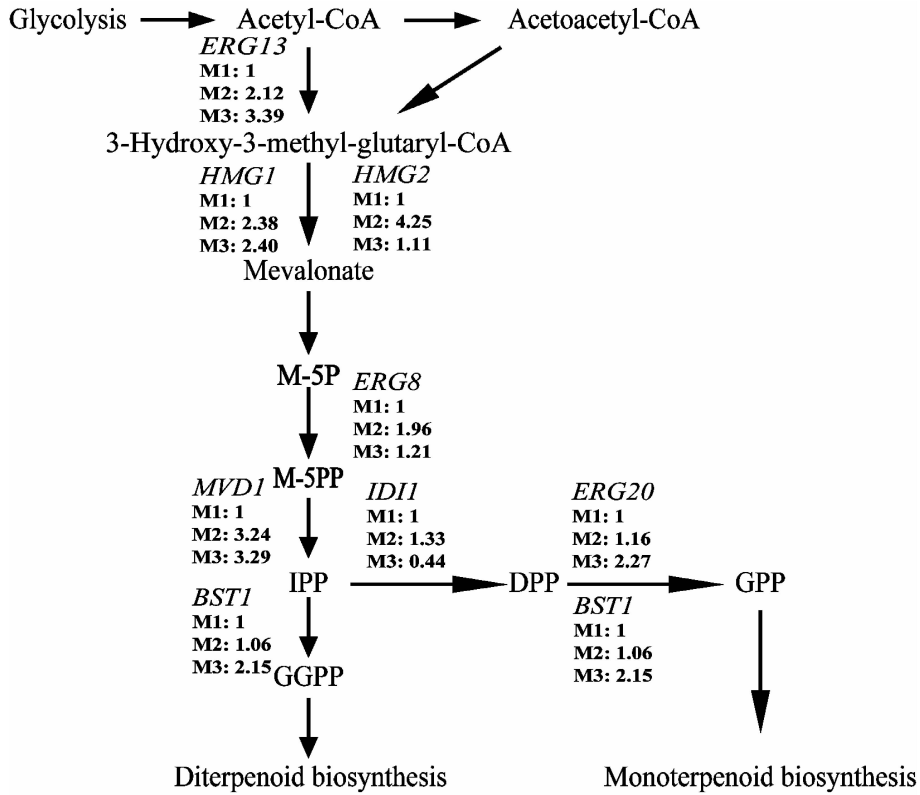 Glycolysis
Acetyl-CoA
Acetoacetyl-CoA
ERG13
M1: 1
M2: 2.12
M3: 3.39
3-Hydroxy-3-methyl-glutaryl-CoA
HMG1
M1: 1
M2: 2.38
M3: 2.40
HMG2
M1: 1
M2: 4.25
M3: 1.11
Mevalonate
M-5P
ERG8
M1: 1
M2: 1.96
M3: 1.21
M-5PP
MVD1
M1: 1
M2: 3.24
M3: 3.29
IDI1
M1: 1
M2: 1.33
M3: 0.44
ERG20
M1: 1
M2: 1.16
M3: 2.27
IPP
DPP
GPP
BST1
M1: 1
M2: 1.06
M3: 2.15
BST1
M1: 1
M2: 1.06
M3: 2.15
GGPP
Diterpenoid biosynthesis
Monoterpenoid biosynthesis